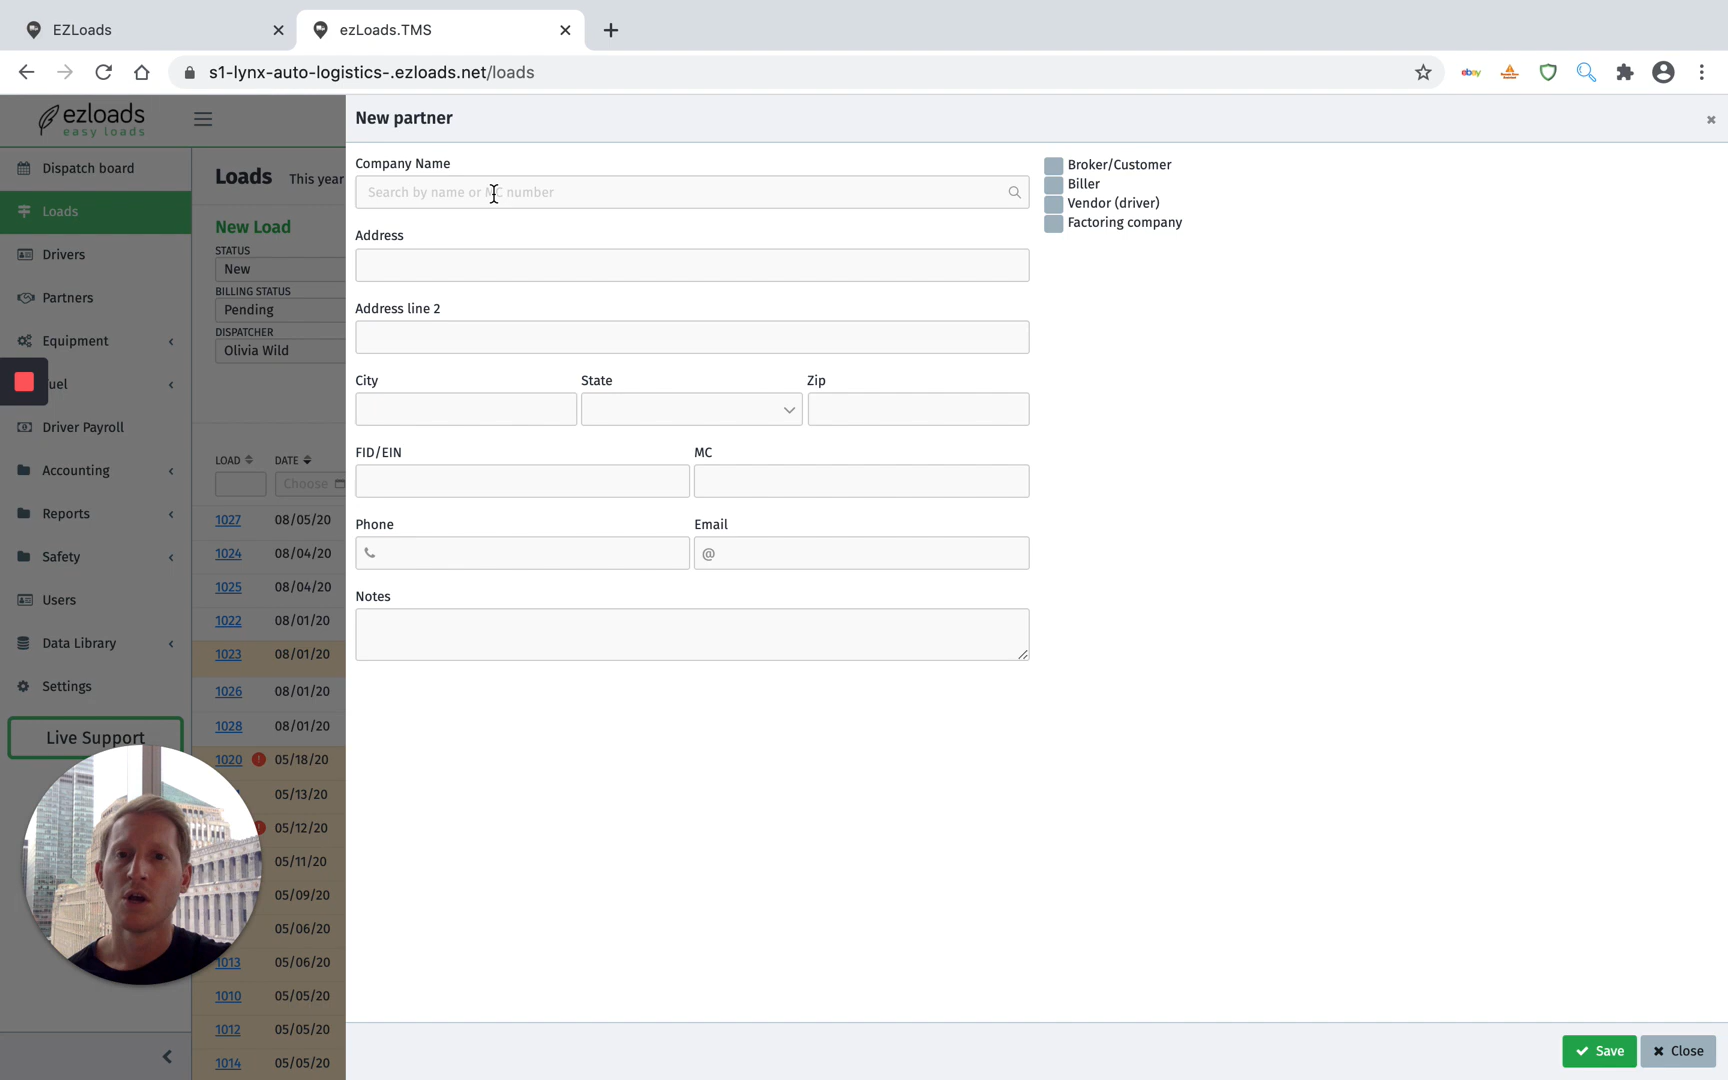 EZLoads
ezLoads.TMS
s1-lynx-auto-logistics-.ezloads.net/loads
ebay
ezloads
easy loads
Dispatch board
Loads
Drivers
Partners
Equipment
uel
Driver Payroll
Accounting
Reports
Safety
Users
Data Library
Settings
Live Support
Loads This year
New Load
STATUS
New
BILLING STATUS
Pending
DISPATCHER
Olivia Wild
LOAD DATE
Choose
1027 08/05/20
1024 08/04/20
1025 08/04/20
1022 08/01/20
1023 08/01/20
1026 08/01/20
1028 08/01/20
1020 05/18/20
05/13/20
05/12/20
05/11/20
05/09/20
05/06/20
1013 05/06/20
1010 05/05/20
1012 05/05/20
1014 05/05/20
New partner
Company Name
Search by name or MC number
Address
Address line 2
City State Zip
FID/EIN MC
Phone Email
@
Notes
Broker/Customer
Biller
Vendor (driver)
Factoring company
Save Close